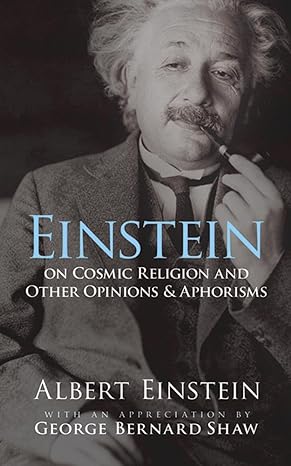 EINSTEIN
ON COSMIC RELIGION AND
OTHER OPINIONS & APHORISMS
ALBERT EINSTEIN
WITH AN APPRECIATION BY
GEORGE BERNARD SHAW